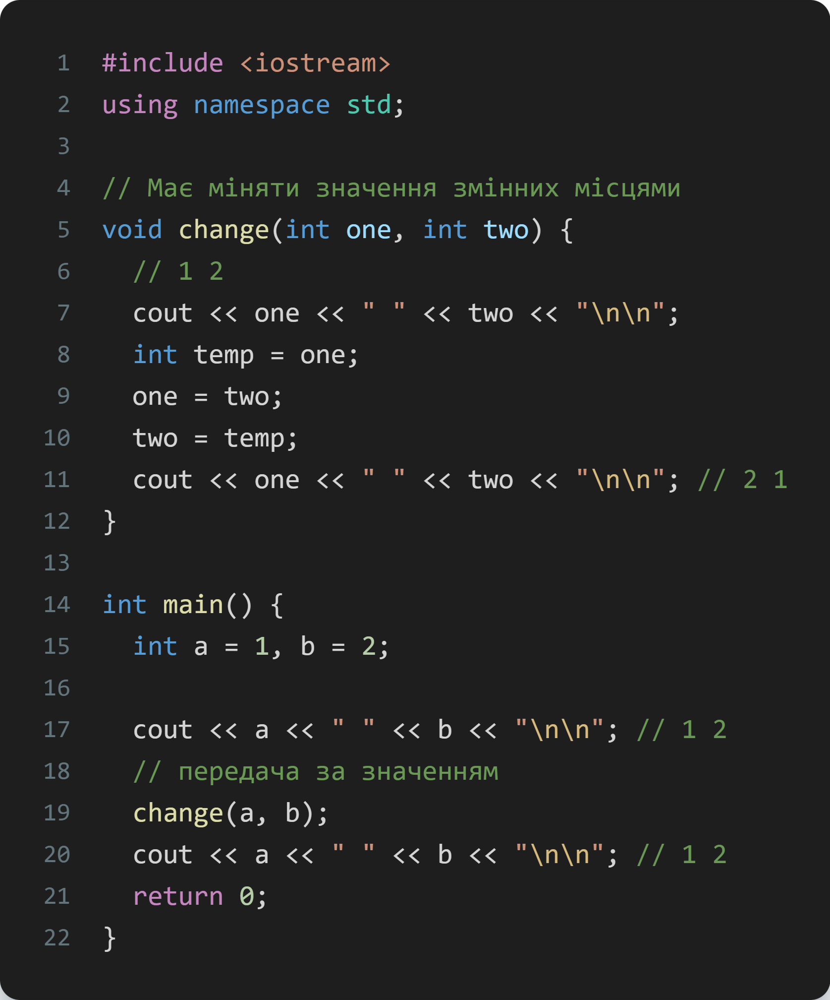 1 #include <iostream>
2 using namespace std;
3
4 // Має міняти значення змінних місцями
5 void change(int one, int two) {
6   // 1 2
7   cout << one << " " << two << "\n\n";
8   int temp = one;
9   one = two;
10   two = temp;
11   cout << one << " " << two << "\n\n"; // 2 1
12 }
13
14 int main() {
15   int a = 1, b = 2;
16
17   cout << a << " " << b << "\n\n"; // 1 2
18   // передача за значенням
19   change(a, b);
20   cout << a << " " << b << "\n\n"; // 1 2
21   return 0;
22 }